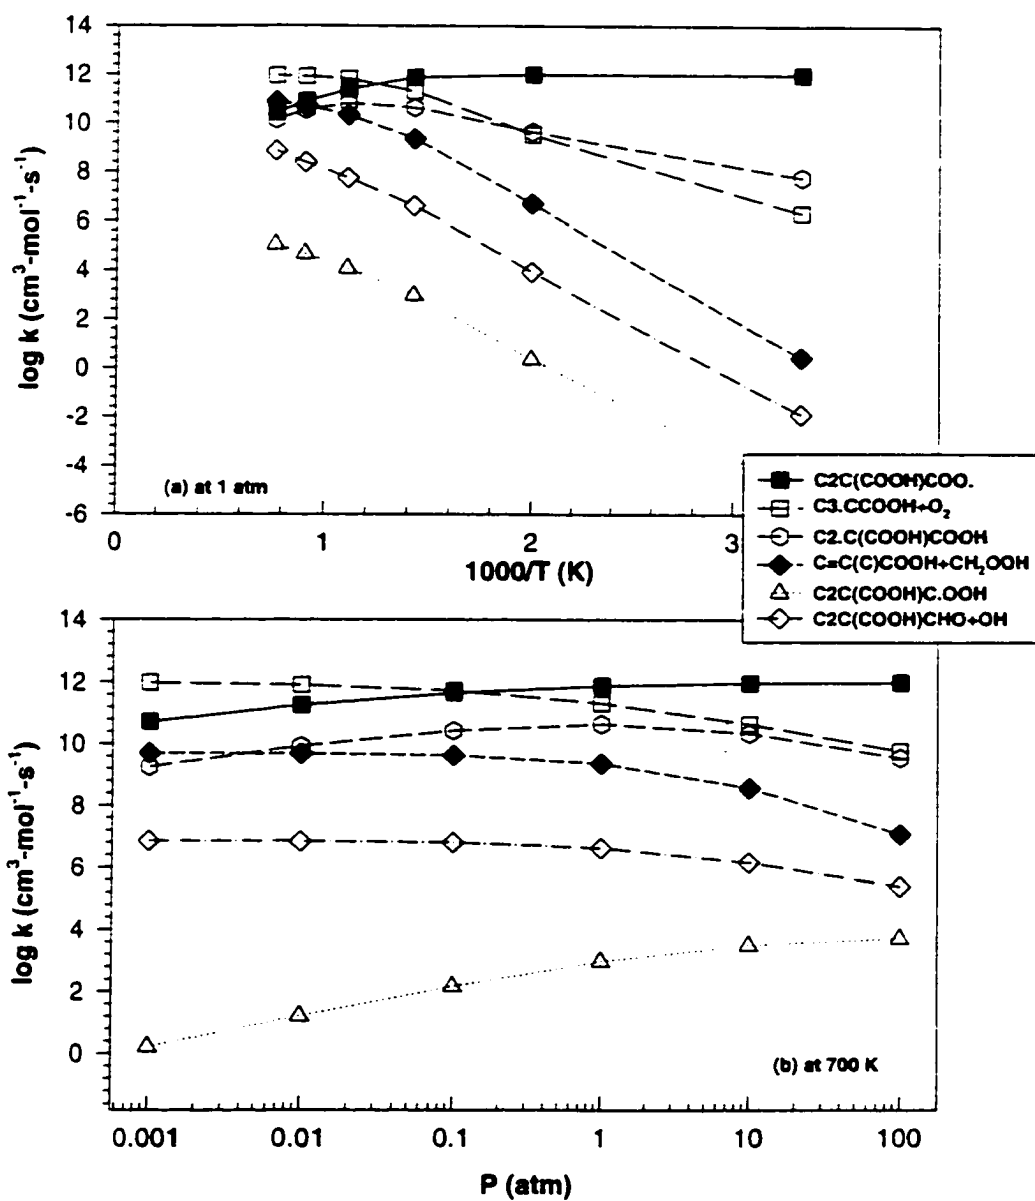 14
12
10
8
6
4
2
0
-2
-4
-6
log k (cm³-mol⁻¹-s⁻¹)
(a) at 1 atm
0 1 2 3
1000/T (K)
C2C(COOH)COO.
C3.CCOOH+O₂
C2.C(COOH)COOH
C=C(C)COOH+CH₂OOH
C2C(COOH)C.OOH
C2C(COOH)CHO+OH
14
12
10
8
6
4
2
0
log k (cm³-mol⁻¹-s⁻¹)
(b) at 700 K
0.001 0.01 0.1 1 10 100
P (atm)